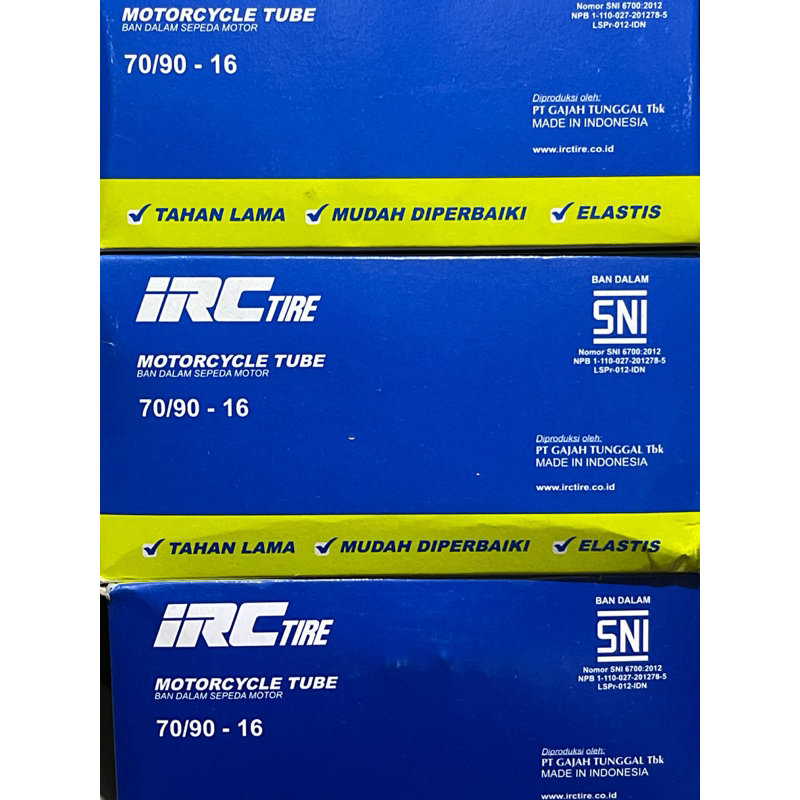 MOTORCYCLE TUBE
BAN DALAM SEPEDA MOTOR
70/90 - 16
Nomor SNI 6700:2012
NPB 1-110-027-201278-5
LSPr-012-IDN
Diproduksi oleh:
PT GAJAH TUNGGAL Tbk
MADE IN INDONESIA
www.irctire.co.id
TAHAN LAMA MUDAH DIPERBAIKI ELASTIS
IRC TIRE
MOTORCYCLE TUBE
BAN DALAM SEPEDA MOTOR
70/90 - 16
BAN DALAM
SNI
Nomor SNI 6700:2012
NPB 1-110-027-201278-5
LSPr-012-IDN
Diproduksi oleh:
PT GAJAH TUNGGAL Tbk
MADE IN INDONESIA
www.irctire.co.id
TAHAN LAMA MUDAH DIPERBAIKI ELASTIS
IRC TIRE
MOTORCYCLE TUBE
BAN DALAM SEPEDA MOTOR
70/90 - 16
BAN DALAM
SNI
Nomor SNI 6700:2012
NPB 1-110-027-201278-5
LSPr-012-IDN
Diproduksi oleh:
PT GAJAH TUNGGAL Tbk
MADE IN INDONESIA
www.irctire.co.id